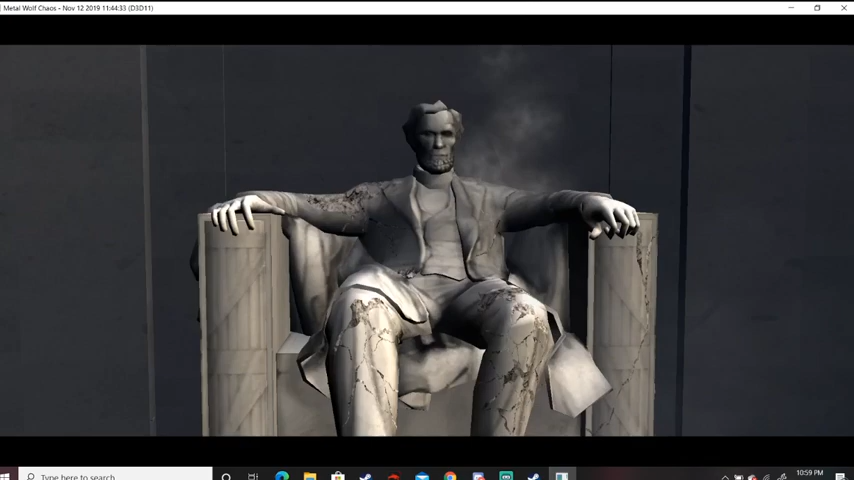 Metal Wolf Chaos - Nov 12 2019 11:44:33 (D3D11)
Type here to search
10:59 PM